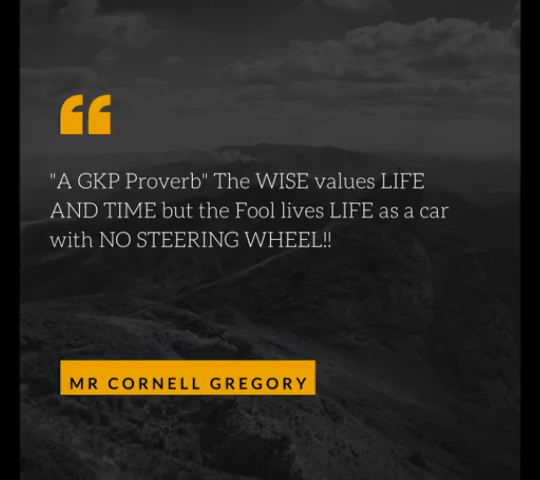 "A GKP Proverb" The WISE values LIFE
AND TIME but the Fool lives LIFE as a car
with NO STEERING WHEEL!!
MR CORNELL GREGORY